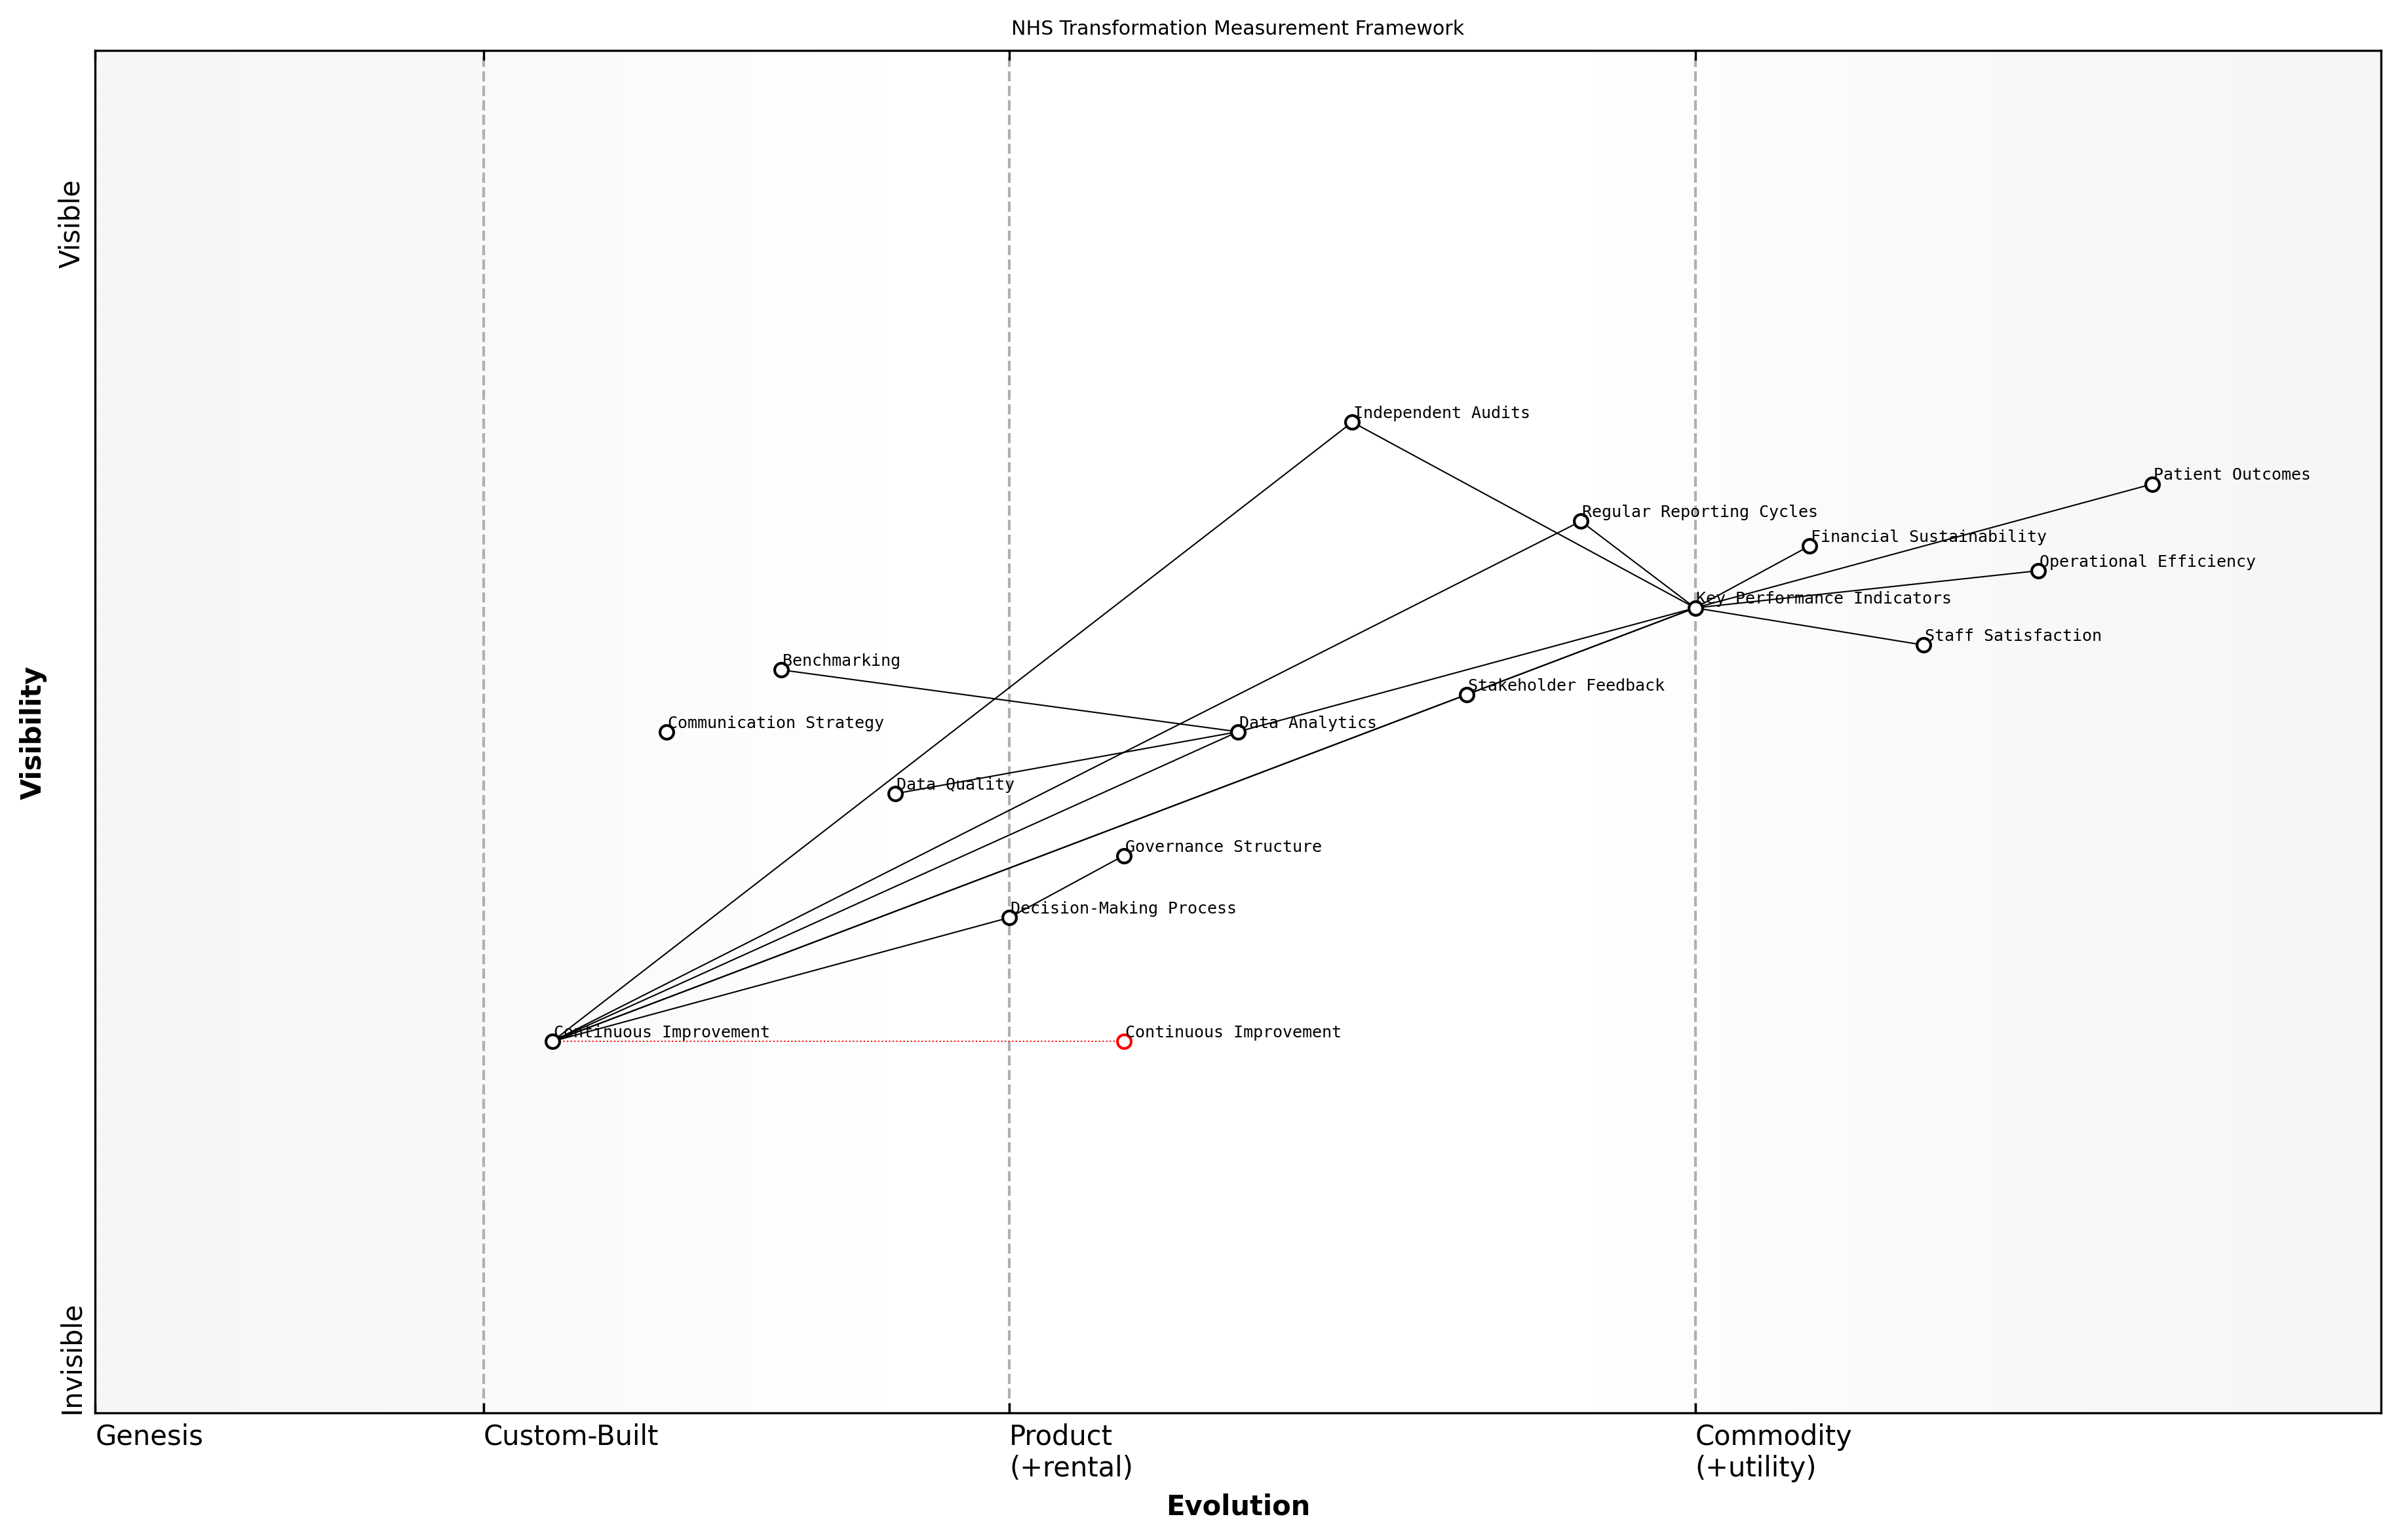 NHS Transformation Measurement Framework
Visible
Independent Audits
Patient Outcomes
Regular Reporting Cycles
Financial Sustainability
Operational Efficiency
Key Performance Indicators
Staff Satisfaction
Benchmarking
Stakeholder Feedback
Communication Strategy
Data Analytics
Visibility
Data Quality
Governance Structure
Decision-Making Process
Continuous Improvement
Continuous Improvement
Invisible
Genesis
Custom-Built
Product
(+rental)
Commodity
(+utility)
Evolution